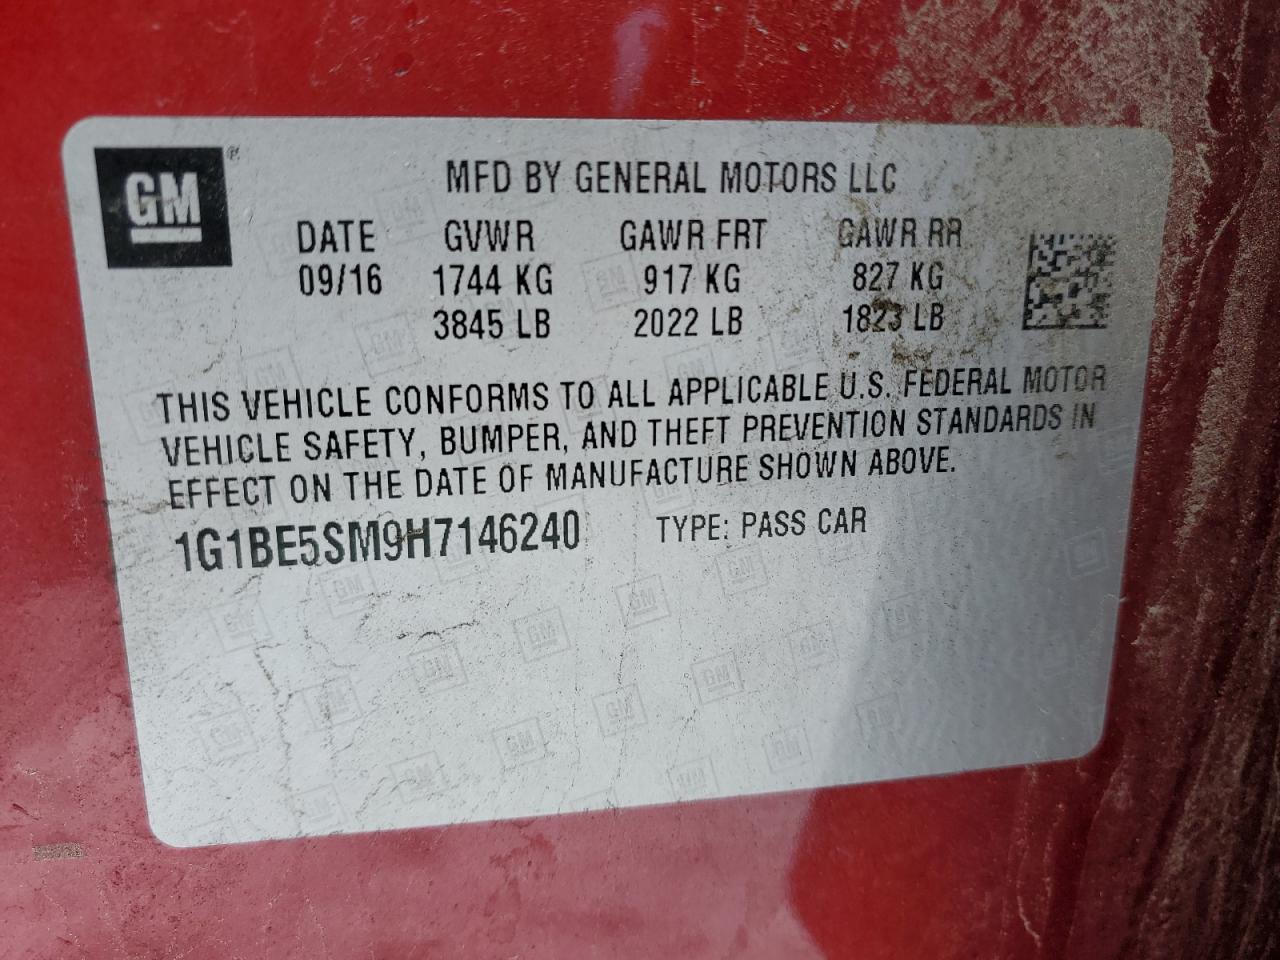 GM®
MFD BY GENERAL MOTORS LLC
DATE GVWR GAWR FRT GAWR RR
09/16 1744 KG 917 KG 827 KG
3845 LB 2022 LB 1823 LB
THIS VEHICLE CONFORMS TO ALL APPLICABLE U.S. FEDERAL MOTOR
VEHICLE SAFETY, BUMPER, AND THEFT PREVENTION STANDARDS IN
EFFECT ON THE DATE OF MANUFACTURE SHOWN ABOVE.
1G1BE5SM9H7146240 TYPE: PASS CAR